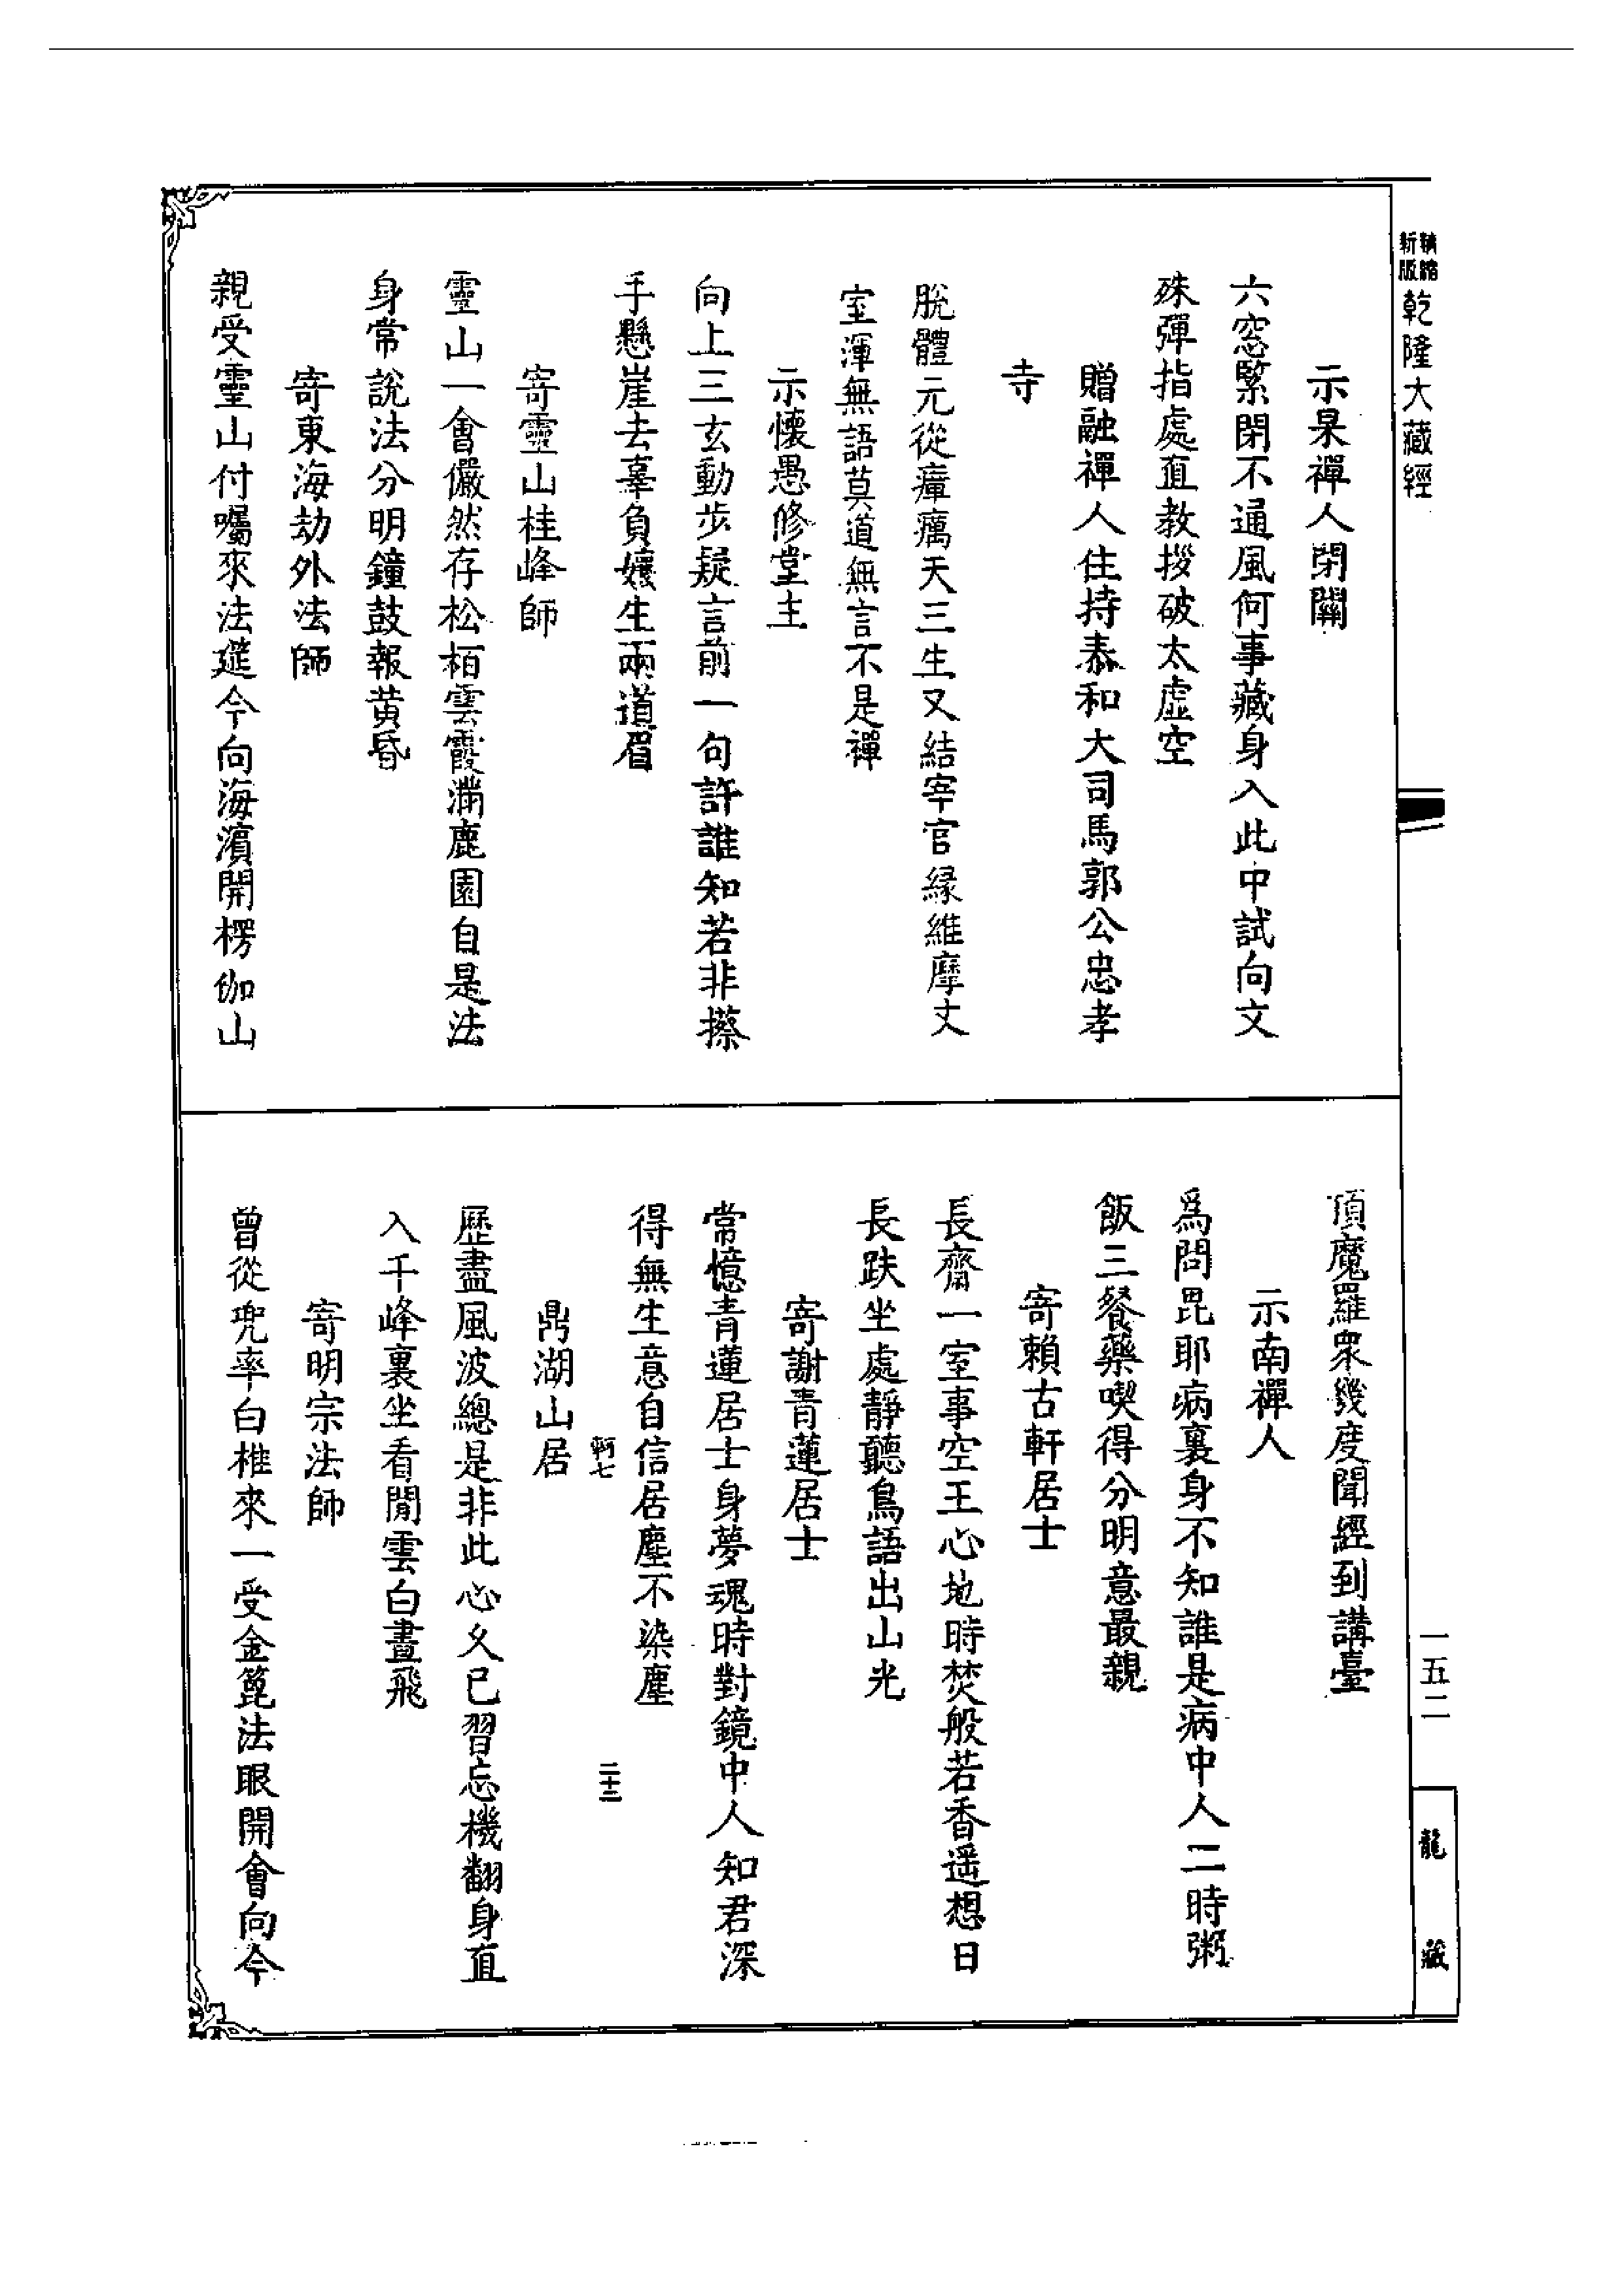 精縮新版乾隆大藏經
示杲禪人閉關
六窓緊閉不通風何事藏身入此中試向文
殊彈指處直教拶破太虛空
贈融禪人住持泰和大司馬郭公忠孝
寺
脫體元從瘴癘天三生又結宰官緣維摩丈
室渾無語莫道無言不是禪
示懷愚修堂主
向上三玄動步疑言前一句許誰知若非撩
手懸崖去辜負孃生兩道眉
寄靈山桂峰師
靈山一會儼然存松栢雲霞滿鹿園自是法
身常說法分明鐘鼓報黃昏
寄東海劫外法師
親受靈山付囑來法筵今向海濵開楞伽山
頂魔羅衆幾度聞經到講臺
示南禪人
爲問毘耶病裏身不知誰是病中人二時粥
飯三餐藥喫得分明意最親
寄賴古軒居士
長齋一室事空王心地時焚般若香遥想日
長趺坐處靜聽鳥語出山光
寄謝青蓮居士
常憶青蓮居士身夢魂時對鏡中人知君深
得無生意自信居塵不染塵
軻七
二十三
鼎湖山居
歷盡風波總是非此心久已習忘機翻身直
入千峰裏坐看閒雲白晝飛
寄明宗法師
曾從兜率白椎來一受金篦法眼開會向今
一五二
龍藏